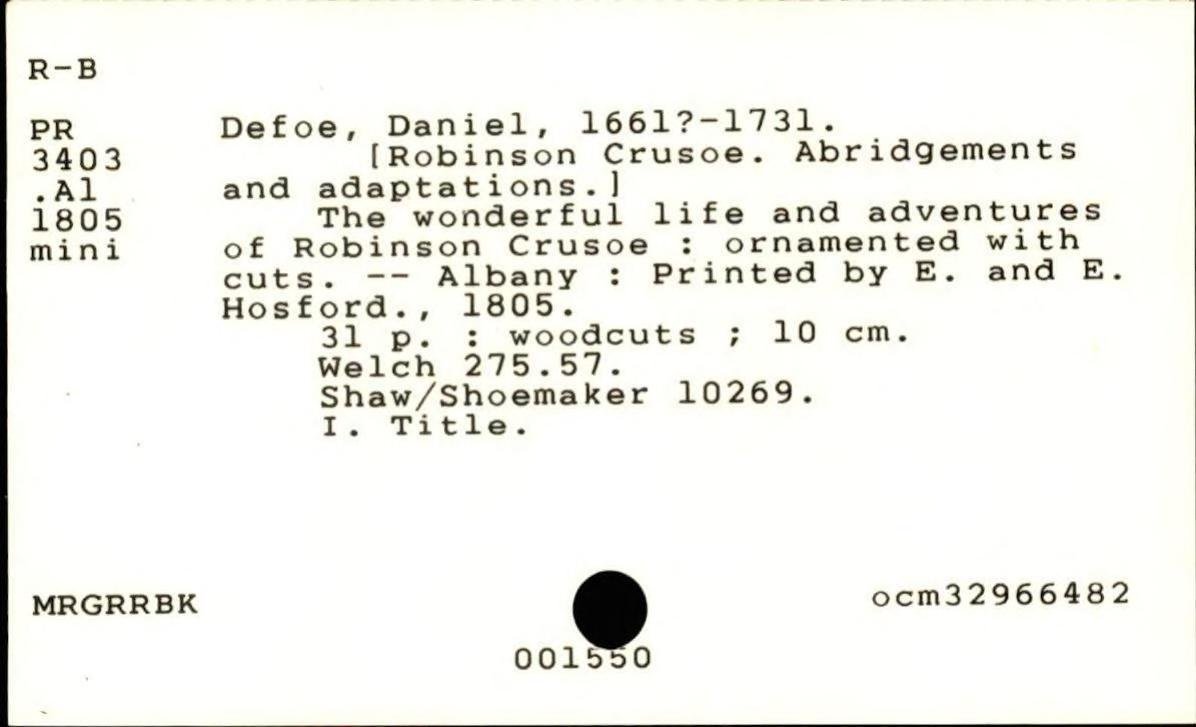 R-B
PR Defoe, Daniel, 1661?-1731.
3403 [Robinson Crusoe. Abridgements
.A1 and adaptations.]
1805 The wonderful life and adventures
mini of Robinson Crusoe : ornamented with
cuts. -- Albany : Printed by E. and E.
Hosford., 1805.
31 p. : woodcuts ; 10 cm.
Welch 275.57.
Shaw/Shoemaker 10269.
I. Title.
MRGRRBK ocm32966482
001550